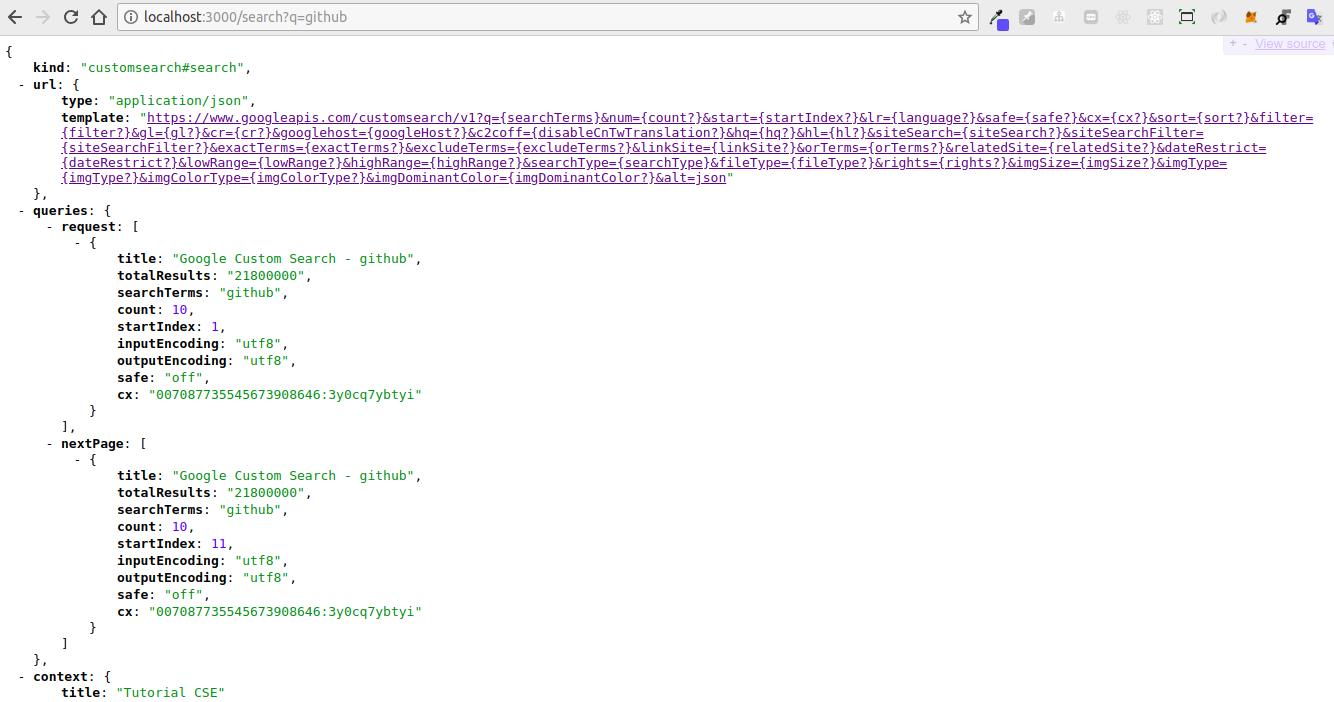 localhost:3000/search?q=github
+ - View source
{
kind: "customsearch#search",
- url: {
type: "application/json",
template: "https://www.googleapis.com/customsearch/v1?q={searchTerms}&num={count?}&start={startIndex?}&lr={language?}&safe={safe?}&cx={cx?}&sort={sort?}&filter=
{filter?}&gl={gl?}&cr={cr?}&googlehost={googleHost?}&c2coff={disableCnTwTranslation?}&hq={hq?}&hl={hl?}&siteSearch={siteSearch?}&siteSearchFilter=
{siteSearchFilter?}&exactTerms={exactTerms?}&excludeTerms={excludeTerms?}&linkSite={linkSite?}&orTerms={orTerms?}&relatedSite={relatedSite?}&dateRestrict=
{dateRestrict?}&lowRange={lowRange?}&highRange={highRange?}&searchType={searchType}&fileType={fileType?}&rights={rights?}&imgSize={imgSize?}&imgType=
{imgType?}&imgColorType={imgColorType?}&imgDominantColor={imgDominantColor?}&alt=json"
},
- queries: {
- request: [
- {
title: "Google Custom Search - github",
totalResults: "21800000",
searchTerms: "github",
count: 10,
startIndex: 1,
inputEncoding: "utf8",
outputEncoding: "utf8",
safe: "off",
cx: "007087735545673908646:3y0cq7ybtyi"
}
],
- nextPage: [
- {
title: "Google Custom Search - github",
totalResults: "21800000",
searchTerms: "github",
count: 10,
startIndex: 11,
inputEncoding: "utf8",
outputEncoding: "utf8",
safe: "off",
cx: "007087735545673908646:3y0cq7ybtyi"
}
]
},
- context: {
title: "Tutorial CSE"